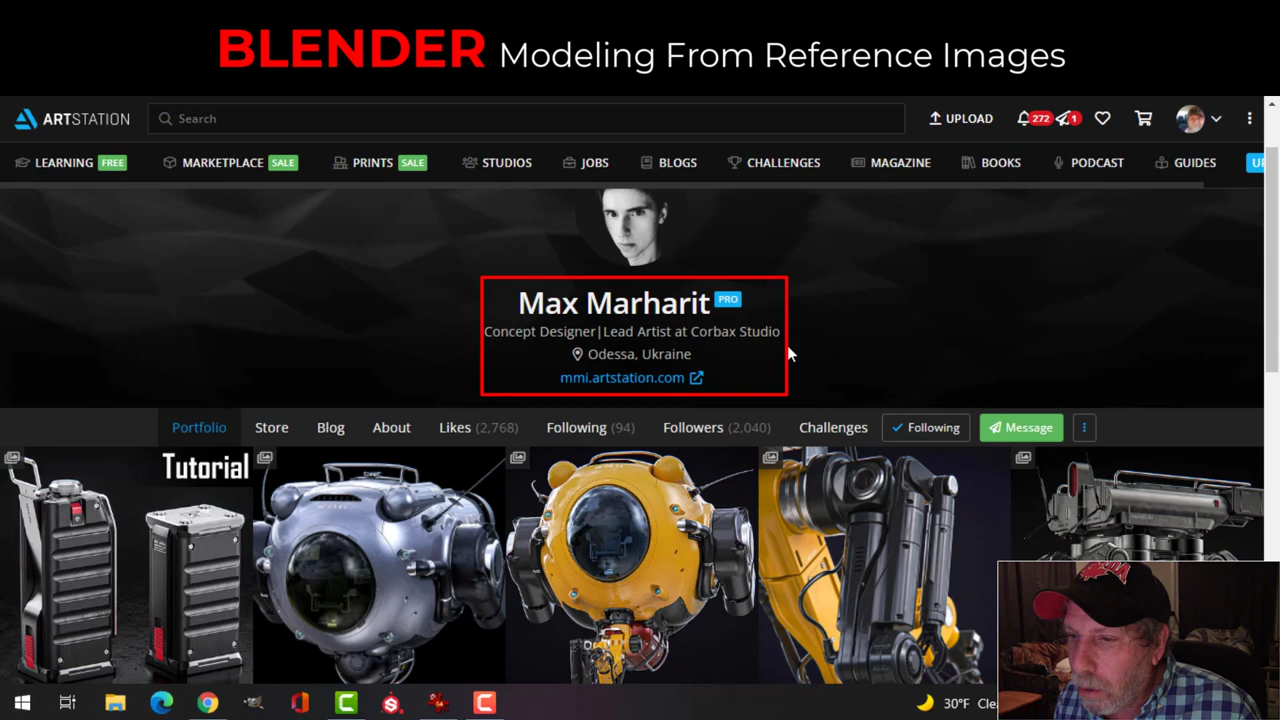 BLENDER Modeling From Reference Images
ARTSTATION
Search
UPLOAD
272
1
LEARNING FREE
MARKETPLACE SALE
PRINTS SALE
STUDIOS
JOBS
BLOGS
CHALLENGES
MAGAZINE
BOOKS
PODCAST
GUIDES
Max Marharit PRO
Concept Designer|Lead Artist at Corbax Studio
Odessa, Ukraine
mmi.artstation.com
Portfolio
Store
Blog
About
Likes (2,768)
Following (94)
Followers (2,040)
Challenges
Following
Message
Tutorial
30°F